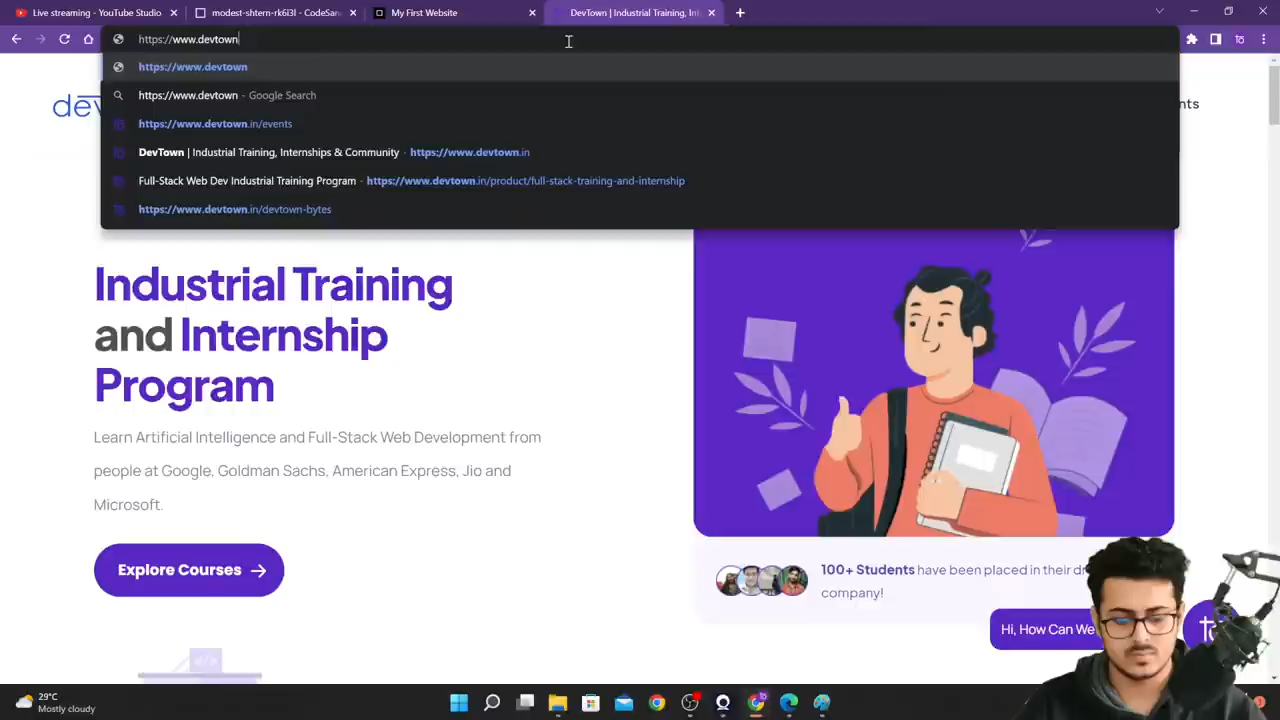 Live streaming - YouTube Studio
modest-shtern-rk6i3l - CodeSan
My First Website
DevTown | Industrial Training, Int
https://www.devtown
https://www.devtown
https://www.devtown - Google Search
https://www.devtown.in/events
DevTown | Industrial Training, Internships & Community - https://www.devtown.in
Full-Stack Web Dev Industrial Training Program - https://www.devtown.in/product/full-stack-training-and-internship
https://www.devtown.in/devtown-bytes
Industrial Training
and Internship
Program
Learn Artificial Intelligence and Full-Stack Web Development from
people at Google, Goldman Sachs, American Express, Jio and
Microsoft.
Explore Courses
100+ Students have been placed in their
company!
Hi, How Can We
29°C
Mostly cloudy